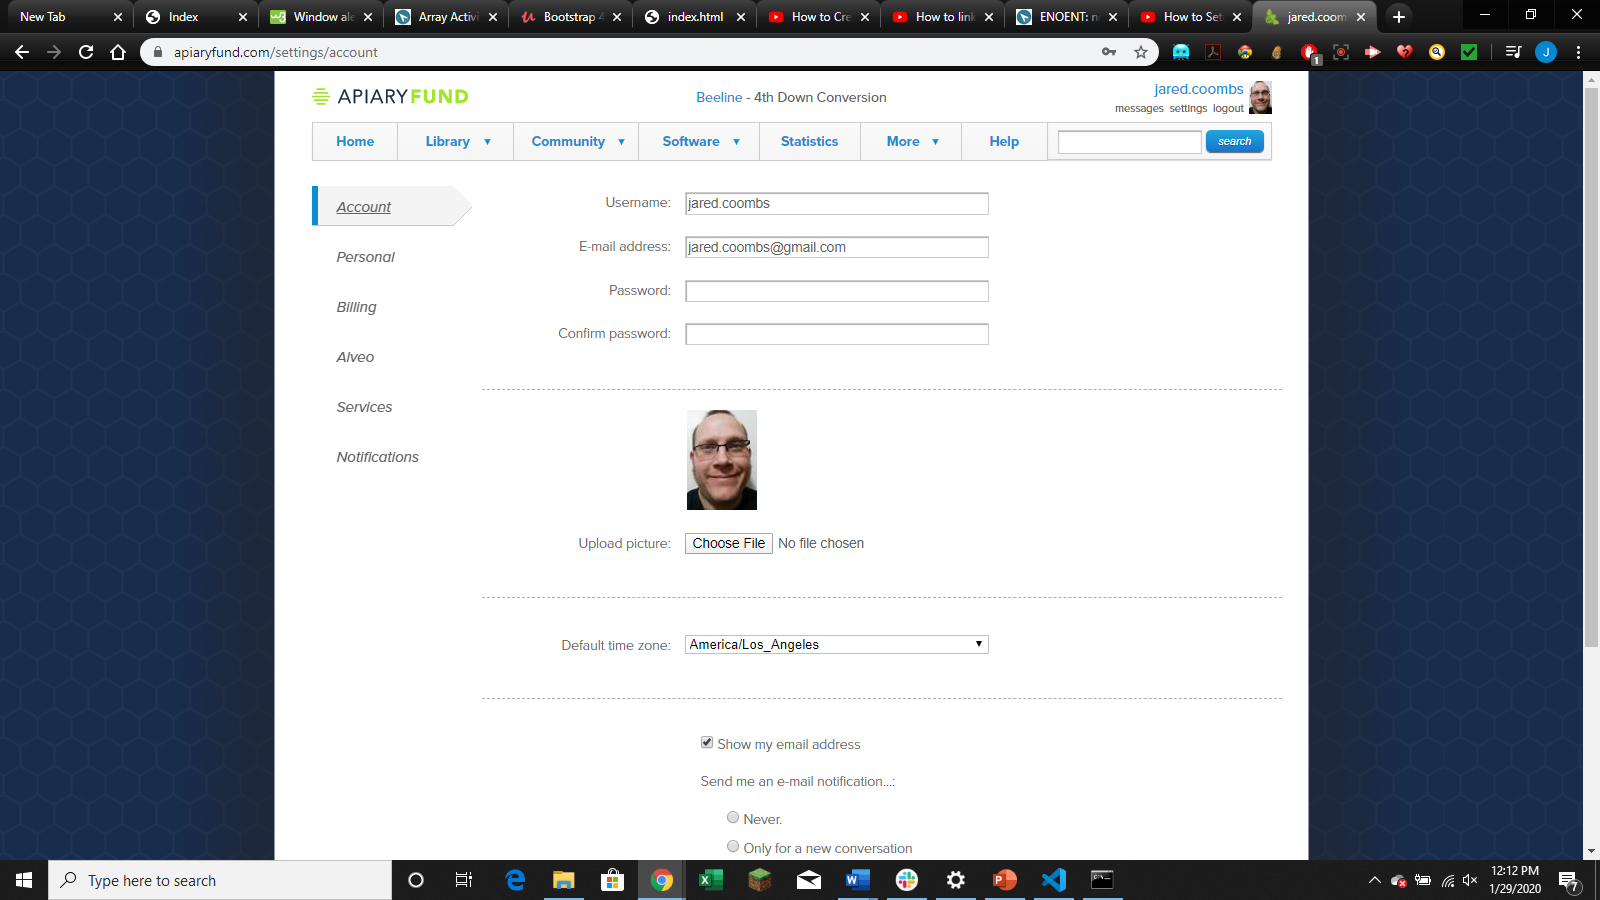 New Tab
Index
Window ale
Array Activi
Bootstrap 4
index.html
How to Cre
How to link
ENOENT: n
How to Set
jared.coom
apiaryfund.com/settings/account
1
J
APIARYFUND
Beeline - 4th Down Conversion
jared.coombs
messages settings logout
Home
Library
Community
Software
Statistics
More
Help
search
Account
Personal
Billing
Alveo
Services
Notifications
Username: jared.coombs
E-mail address: jared.coombs@gmail.com
Password:
Confirm password:
Upload picture: Choose File No file chosen
Default time zone: America/Los_Angeles
Show my email address
Send me an e-mail notification...:
Never.
Only for a new conversation
Type here to search
12:12 PM
1/29/2020
7